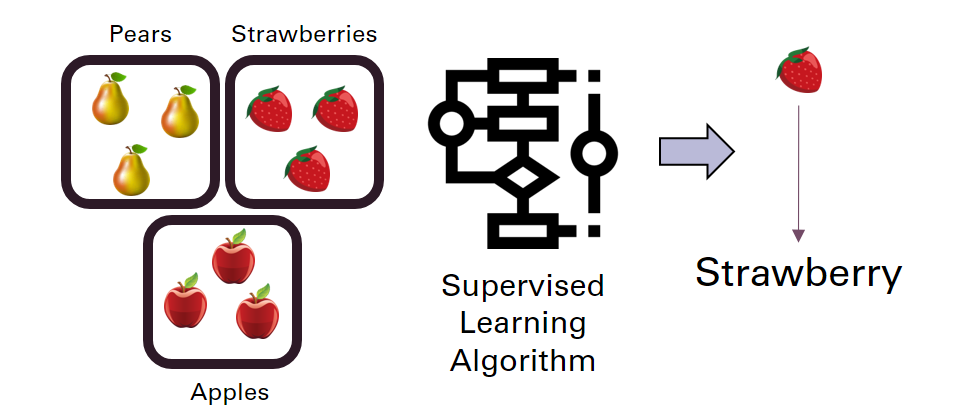 Pears
Strawberries
Apples
Supervised
Learning
Algorithm
Strawberry